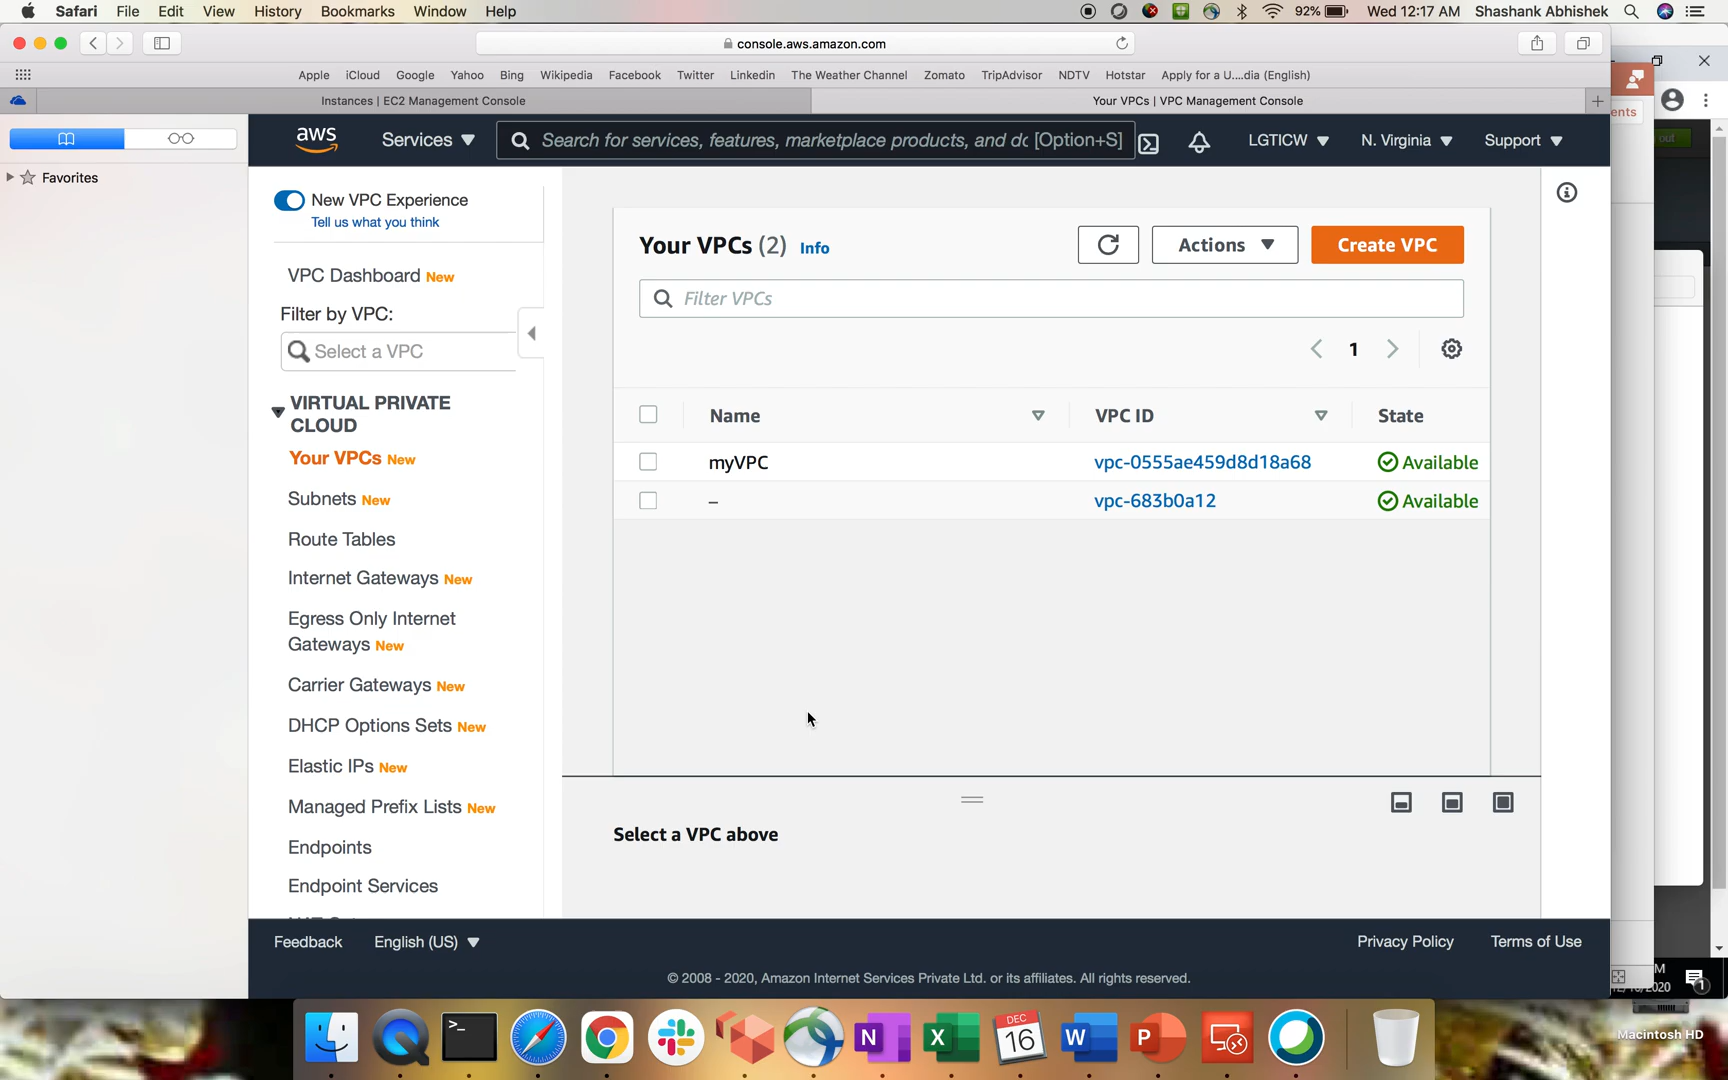 Safari File Edit View History Bookmarks Window Help 92% Wed 12:17 AM Shashank Abhishek
console.aws.amazon.com
Apple iCloud Google Yahoo Bing Wikipedia Facebook Twitter Linkedin The Weather Channel Zomato TripAdvisor NDTV Hotstar Apply for a U....dia (English)
Instances | EC2 Management Console
Your VPCs | VPC Management Console
ents
aws Services Search for services, features, marketplace products, and dc [Option+S] LGTICW N. Virginia Support
out
Favorites
New VPC Experience
Tell us what you think
VPC Dashboard New
Filter by VPC:
Select a VPC
VIRTUAL PRIVATE
CLOUD
Your VPCs New
Subnets New
Route Tables
Internet Gateways New
Egress Only Internet
Gateways New
Carrier Gateways New
DHCP Options Sets New
Elastic IPs New
Managed Prefix Lists New
Endpoints
Endpoint Services
Your VPCs (2) Info
Actions
Create VPC
Filter VPCs
1
Name VPC ID State
myVPC vpc-0555ae459d8d18a68 Available
– vpc-683b0a12 Available
Select a VPC above
Feedback English (US)
Privacy Policy Terms of Use
© 2008 - 2020, Amazon Internet Services Private Ltd. or its affiliates. All rights reserved.
M
1
DEC
16
N
X
W
P
Macintosh HD